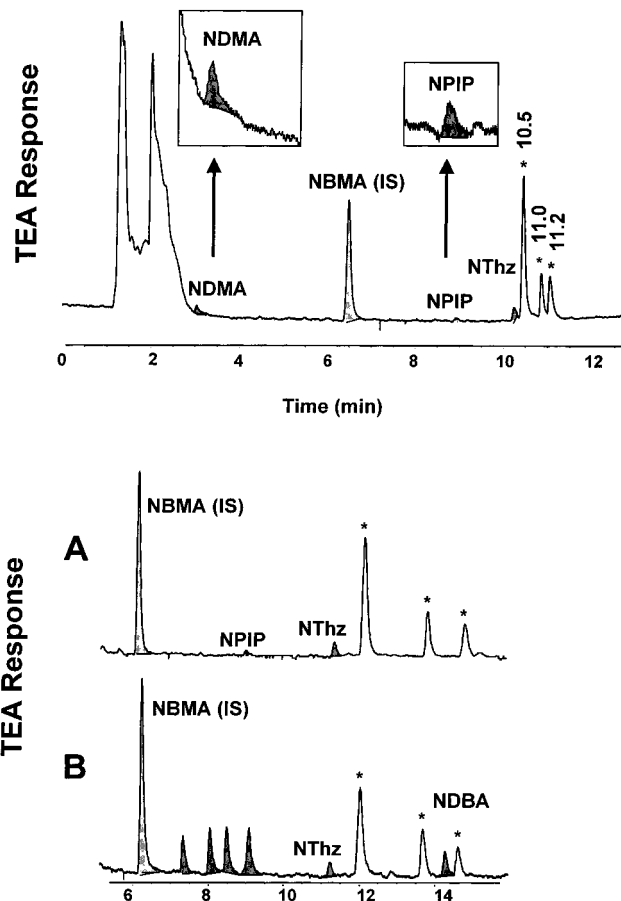 NDMA
NPIP
TEA Response
NBMA (IS)
* 10.5
* 11.0
* 11.2
NThz
NDMA
NPIP
0 2 4 6 8 10 12
Time (min)
TEA Response
A
NBMA (IS)
NPIP
NThz
*
*
*
B
NBMA (IS)
NThz
*
*
NDBA
*
6 8 10 12 14